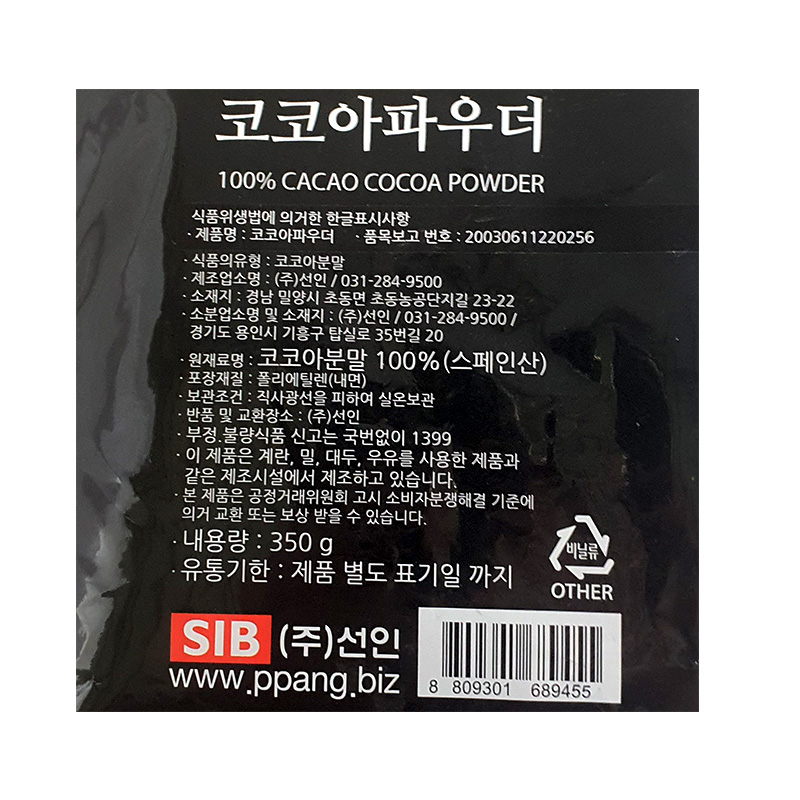 코코아파우더
100% CACAO COCOA POWDER
식품위생법에 의거한 한글표시사항
· 제품명 : 코코아파우더 · 품목보고 번호 : 20030611220256
· 식품의유형 : 코코아분말
· 제조업소명 : (주)선인 / 031-284-9500
· 소재지 : 경남 밀양시 초동면 초동농공단지길 23-22
· 소분업소명 및 소재지 : (주)선인 / 031-284-9500 /
경기도 용인시 기흥구 탑실로 35번길 20
· 원재료명 : 코코아분말 100% (스페인산)
· 포장재질 : 폴리에틸렌(내면)
· 보관조건 : 직사광선을 피하여 실온보관
· 반품 및 교환장소 : (주)선인
· 부정.불량식품 신고는 국번없이 1399
· 이 제품은 계란, 밀, 대두, 우유를 사용한 제품과
같은 제조시설에서 제조하고 있습니다.
· 본 제품은 공정거래위원회 고시 소비자분쟁해결 기준에
의거 교환 또는 보상 받을 수 있습니다.
· 내용량 : 350 g
· 유통기한 : 제품 별도 표기일 까지
비닐류
OTHER
SIB (주)선인
www.ppang.biz
8 809301 689455